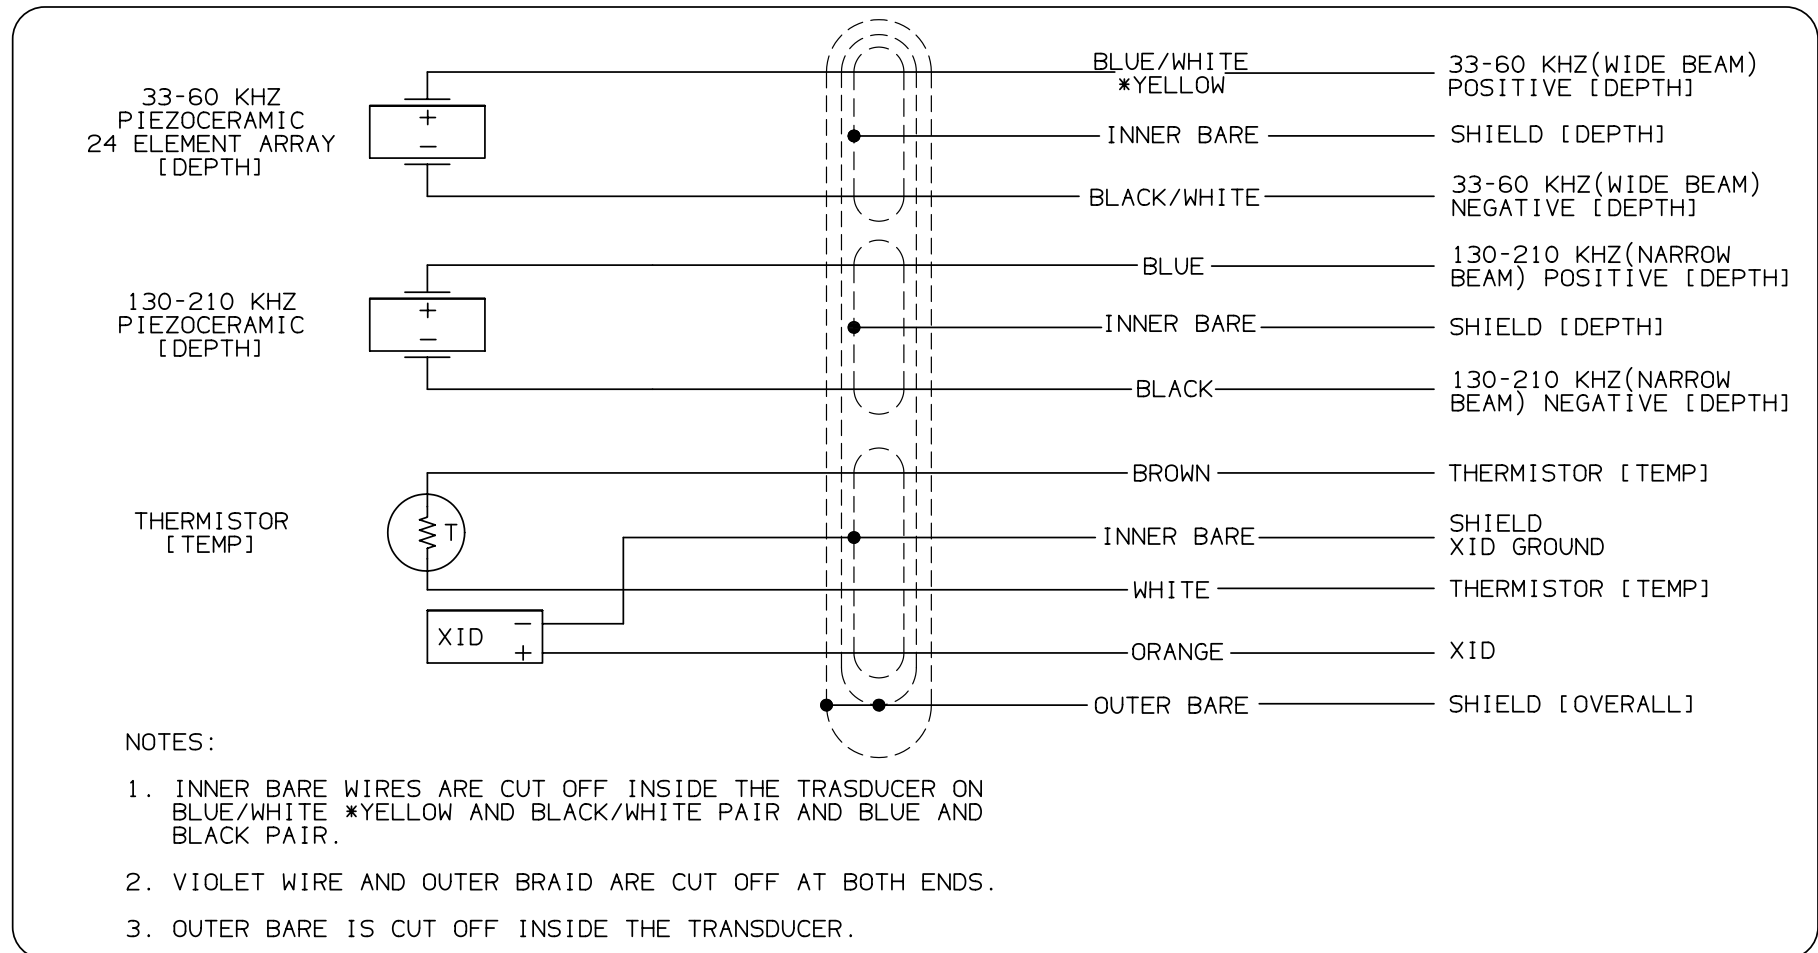 33-60 KHZ
PIEZOCERAMIC
24 ELEMENT ARRAY
[DEPTH]
+
−
BLUE/WHITE
*YELLOW
33-60 KHZ(WIDE BEAM)
POSITIVE [DEPTH]
INNER BARE
SHIELD [DEPTH]
BLACK/WHITE
33-60 KHZ(WIDE BEAM)
NEGATIVE [DEPTH]
130-210 KHZ
PIEZOCERAMIC
[DEPTH]
+
−
BLUE
130-210 KHZ(NARROW
BEAM) POSITIVE [DEPTH]
INNER BARE
SHIELD [DEPTH]
BLACK
130-210 KHZ(NARROW
BEAM) NEGATIVE [DEPTH]
THERMISTOR
[TEMP]
T
BROWN
THERMISTOR [TEMP]
INNER BARE
SHIELD
XID GROUND
WHITE
THERMISTOR [TEMP]
XID
−
+
ORANGE
XID
OUTER BARE
SHIELD [OVERALL]
NOTES:
1. INNER BARE WIRES ARE CUT OFF INSIDE THE TRASDUCER ON
BLUE/WHITE *YELLOW AND BLACK/WHITE PAIR AND BLUE AND
BLACK PAIR.
2. VIOLET WIRE AND OUTER BRAID ARE CUT OFF AT BOTH ENDS.
3. OUTER BARE IS CUT OFF INSIDE THE TRANSDUCER.